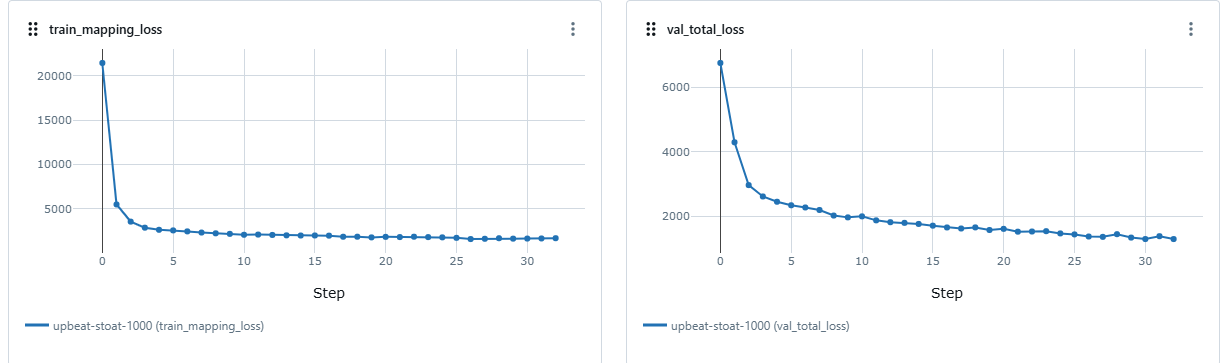 train_mapping_loss
20000
15000
10000
5000
0 5 10 15 20 25 30
Step
upbeat-stoat-1000 (train_mapping_loss)
val_total_loss
6000
4000
2000
0 5 10 15 20 25 30
Step
upbeat-stoat-1000 (val_total_loss)